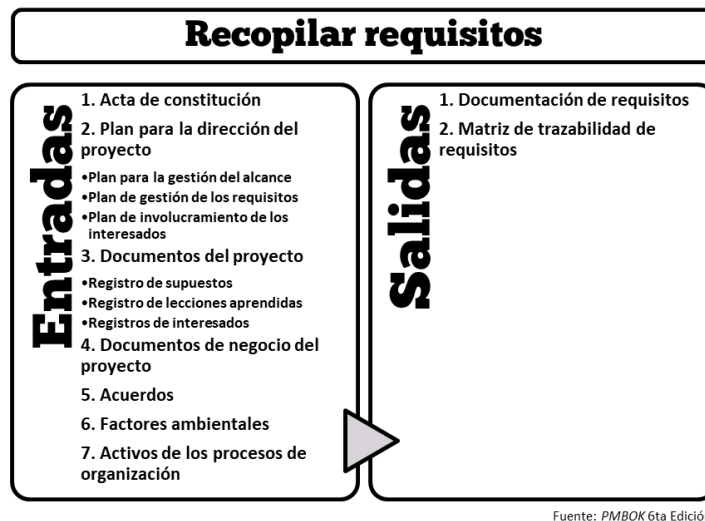 Recopilar requisitos
Entradas
1. Acta de constitución
2. Plan para la dirección del
proyecto
•Plan para la gestión del alcance
•Plan de gestión de los requisitos
•Plan de involucramiento de los
interesados
3. Documentos del proyecto
•Registro de supuestos
•Registro de lecciones aprendidas
•Registros de interesados
4. Documentos de negocio del
proyecto
5. Acuerdos
6. Factores ambientales
7. Activos de los procesos de
organización
Salidas
1. Documentación de requisitos
2. Matriz de trazabilidad de
requisitos
Fuente: PMBOK 6ta Edició